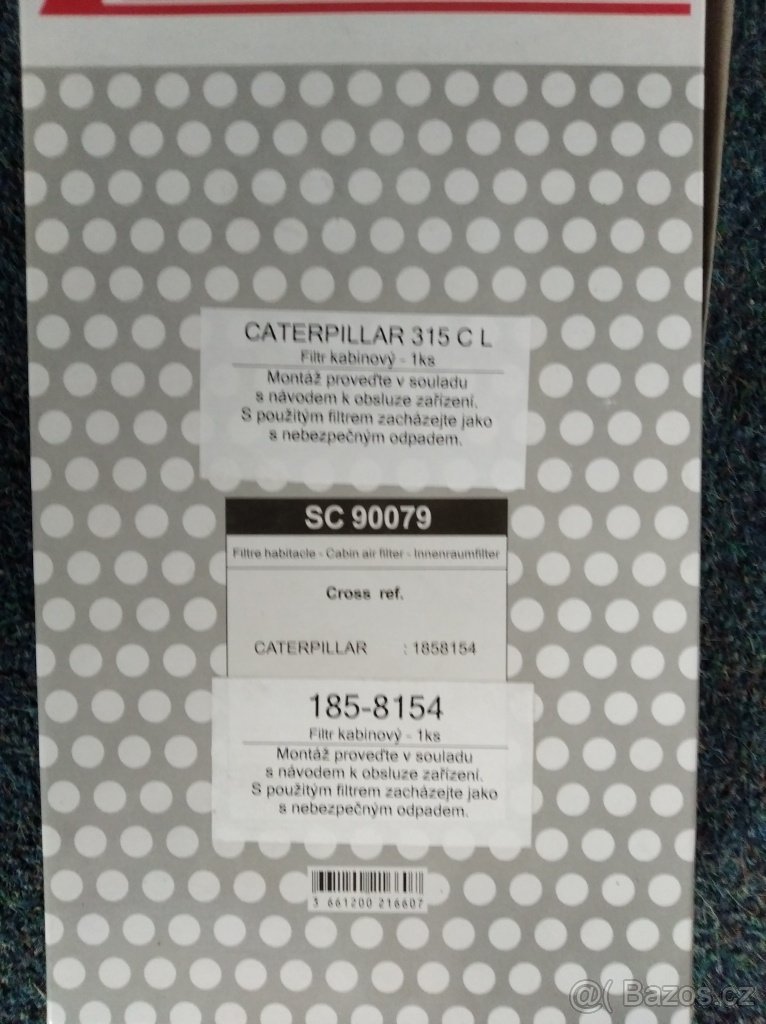 CATERPILLAR 315 C L
Filtr kabinový - 1ks
Montáž proveďte v souladu
s návodem k obsluze zařízení.
S použitým filtrem zacházejte jako
s nebezpečným odpadem.
SC 90079
Filtre habitacle - Cabin air filter - Innenraumfilter
Cross ref.
CATERPILLAR : 1858154
185-8154
Filtr kabinový - 1ks
Montáž proveďte v souladu
s návodem k obsluze zařízení.
S použitým filtrem zacházejte jako
s nebezpečným odpadem.
3 661200 216607
@( Bazos.cz